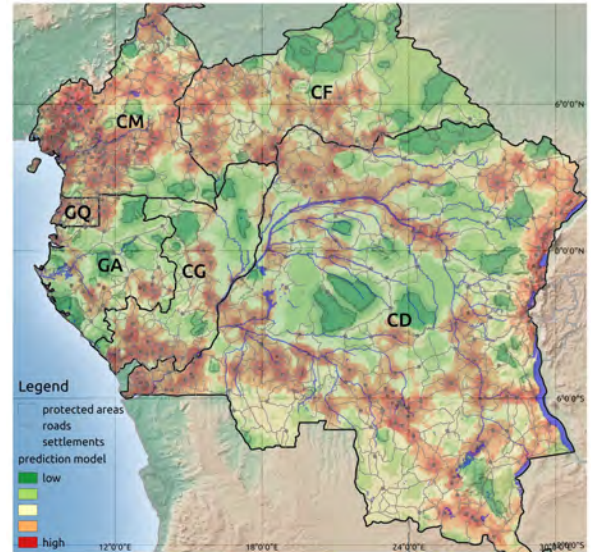 CF
6°0'0"N
CM
GQ
0°0'0"N
GA
CG
CD
Legend
protected areas
roads
settlements
prediction model
low
high
6°0'0"S
12°0'0"E
18°0'0"E
24°0'0"E